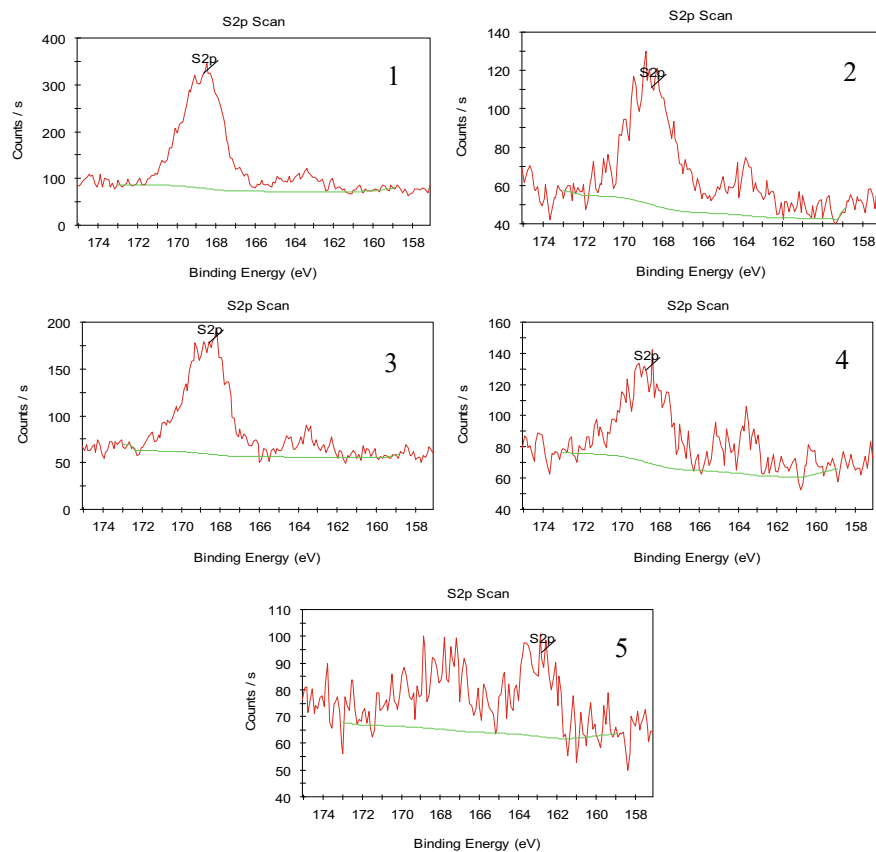 S2p Scan
400
300
200
100
0
S2p
1
Counts / s
174 172 170 168 166 164 162 160 158
Binding Energy (eV)
S2p Scan
140
120
100
80
60
40
S2p
2
Counts / s
174 172 170 168 166 164 162 160 158
Binding Energy (eV)
S2p Scan
200
150
100
50
0
S2p
3
Counts / s
174 172 170 168 166 164 162 160 158
Binding Energy (eV)
S2p Scan
160
140
120
100
80
60
40
S2p
4
Counts / s
174 172 170 168 166 164 162 160 158
Binding Energy (eV)
S2p Scan
110
100
90
80
70
60
50
40
S2p
5
Counts / s
174 172 170 168 166 164 162 160 158
Binding Energy (eV)